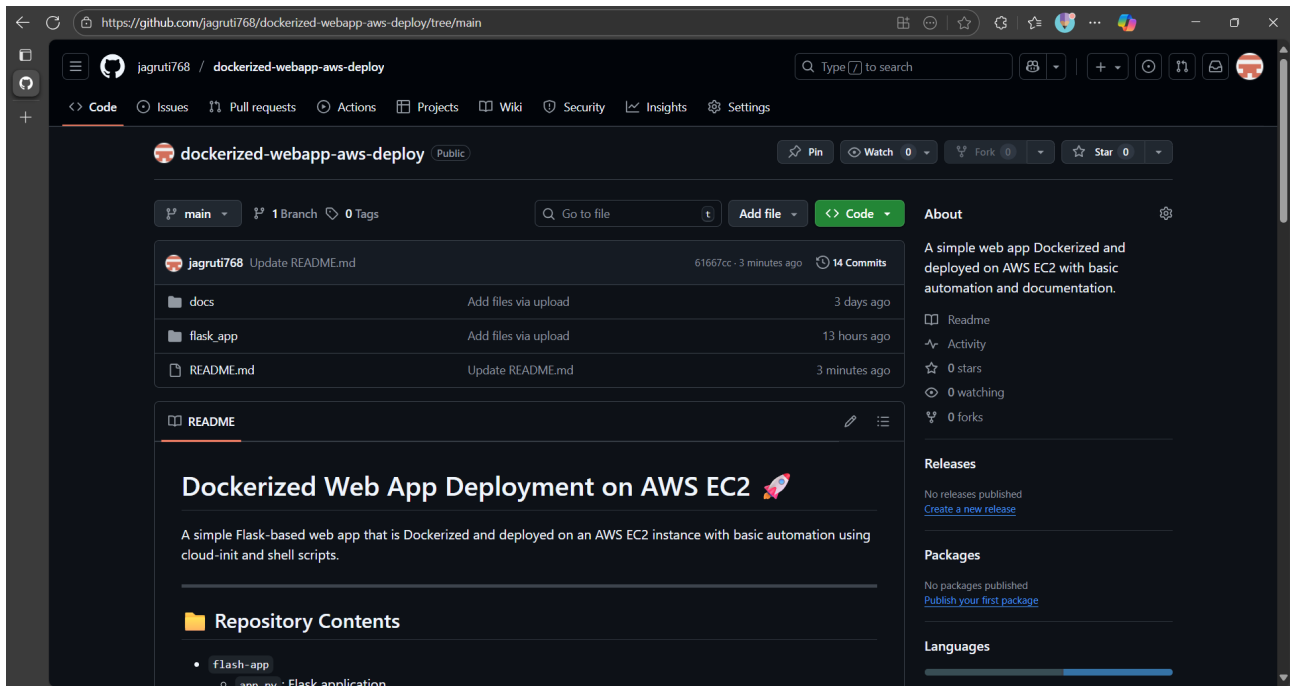 https://github.com/jagruti768/dockerized-webapp-aws-deploy/tree/main
jagruti768 / dockerized-webapp-aws-deploy
Type / to search
<> Code Issues Pull requests Actions Projects Wiki Security Insights Settings
dockerized-webapp-aws-deploy Public
Pin Watch 0 Fork 0 Star 0
main 1 Branch 0 Tags Go to file t Add file <> Code
jagruti768 Update README.md 61667cc · 3 minutes ago 14 Commits
docs Add files via upload 3 days ago
flask_app Add files via upload 13 hours ago
README.md Update README.md 3 minutes ago
README
Dockerized Web App Deployment on AWS EC2 🚀
A simple Flask-based web app that is Dockerized and deployed on an AWS EC2 instance with basic automation using
cloud-init and shell scripts.
📁 Repository Contents
• flash-app
○ app.py : Flask application
About
A simple web app Dockerized and
deployed on AWS EC2 with basic
automation and documentation.
Readme
Activity
0 stars
0 watching
0 forks
Releases
No releases published
Create a new release
Packages
No packages published
Publish your first package
Languages